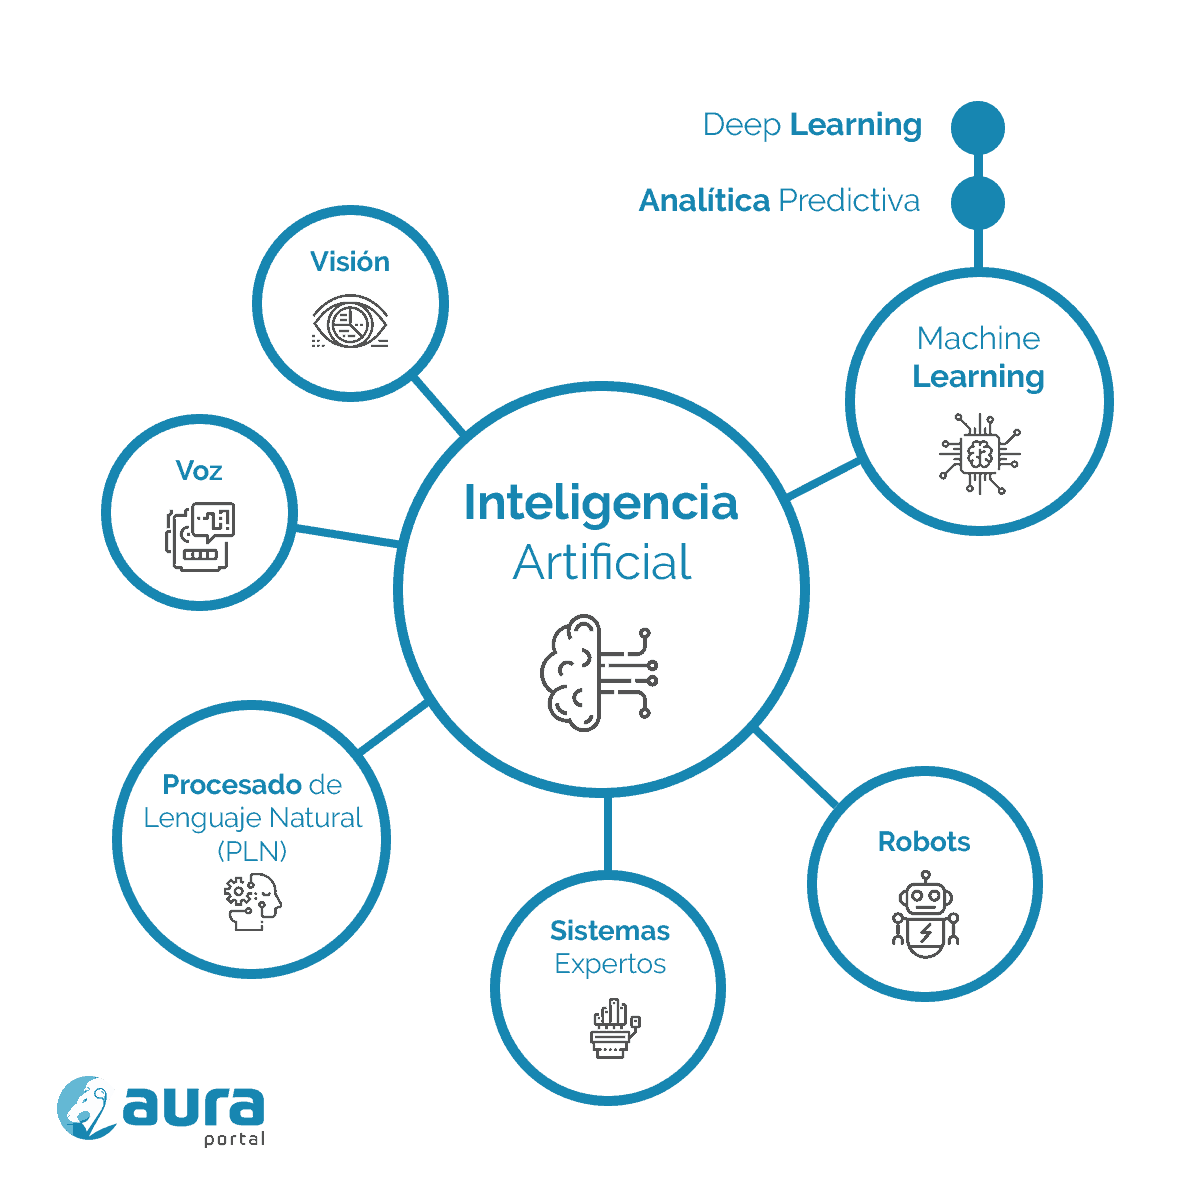 Deep Learning
Analítica Predictiva
Visión
Machine
Learning
Voz
Inteligencia
Artificial
Procesado de
Lenguaje Natural
(PLN)
Robots
Sistemas
Expertos
aura
portal